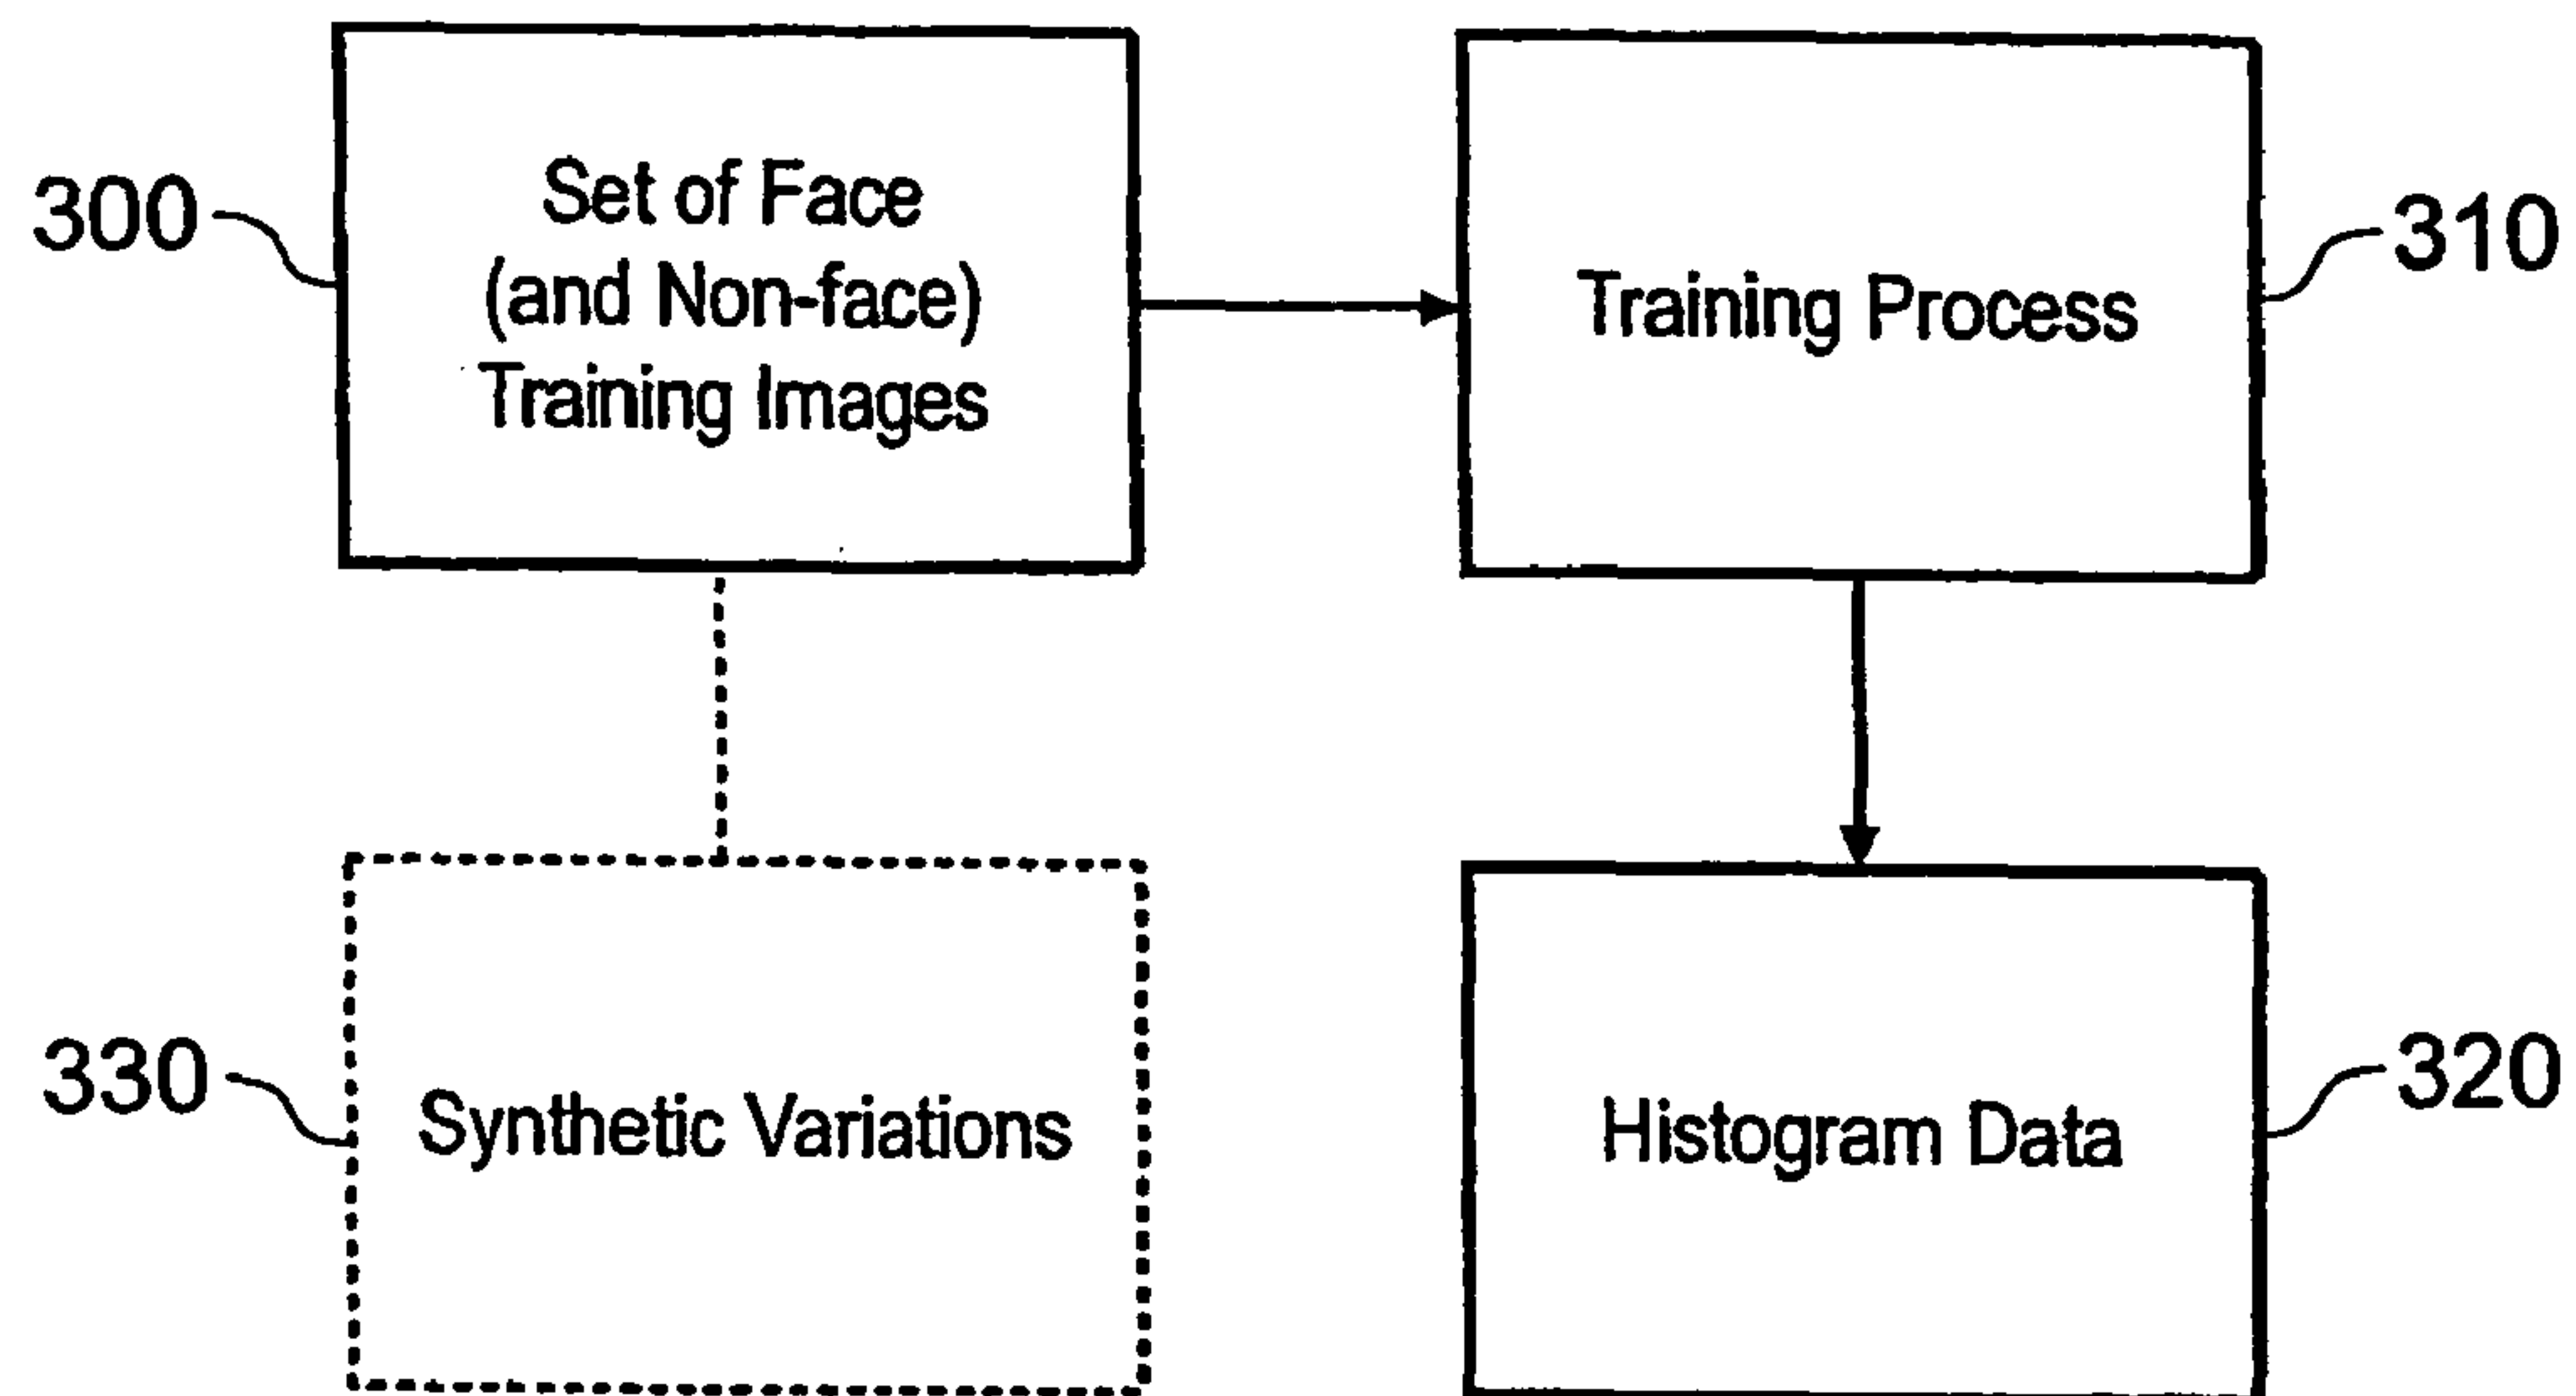 300
Set of Face
(and Non-face)
Training Images
Training Process
310
330
Synthetic Variations
Histogram Data
320